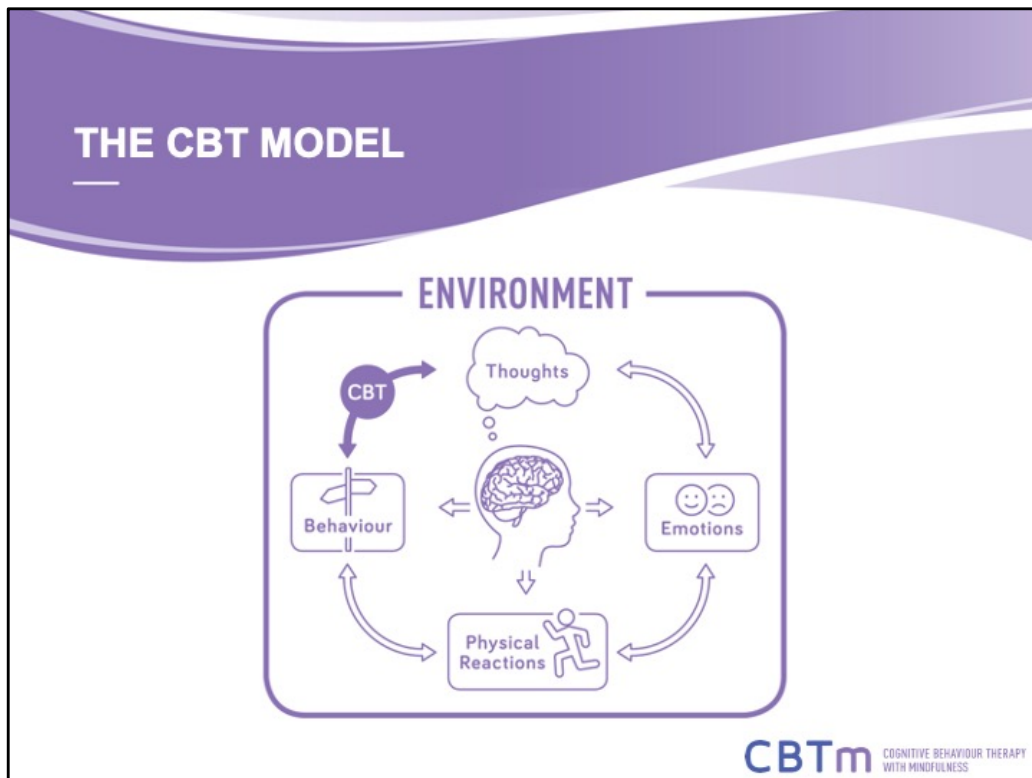 THE CBT MODEL
ENVIRONMENT
Thoughts
CBT
Behaviour
Emotions
Physical
Reactions
CBTm COGNITIVE BEHAVIOUR THERAPY
WITH MINDFULNESS